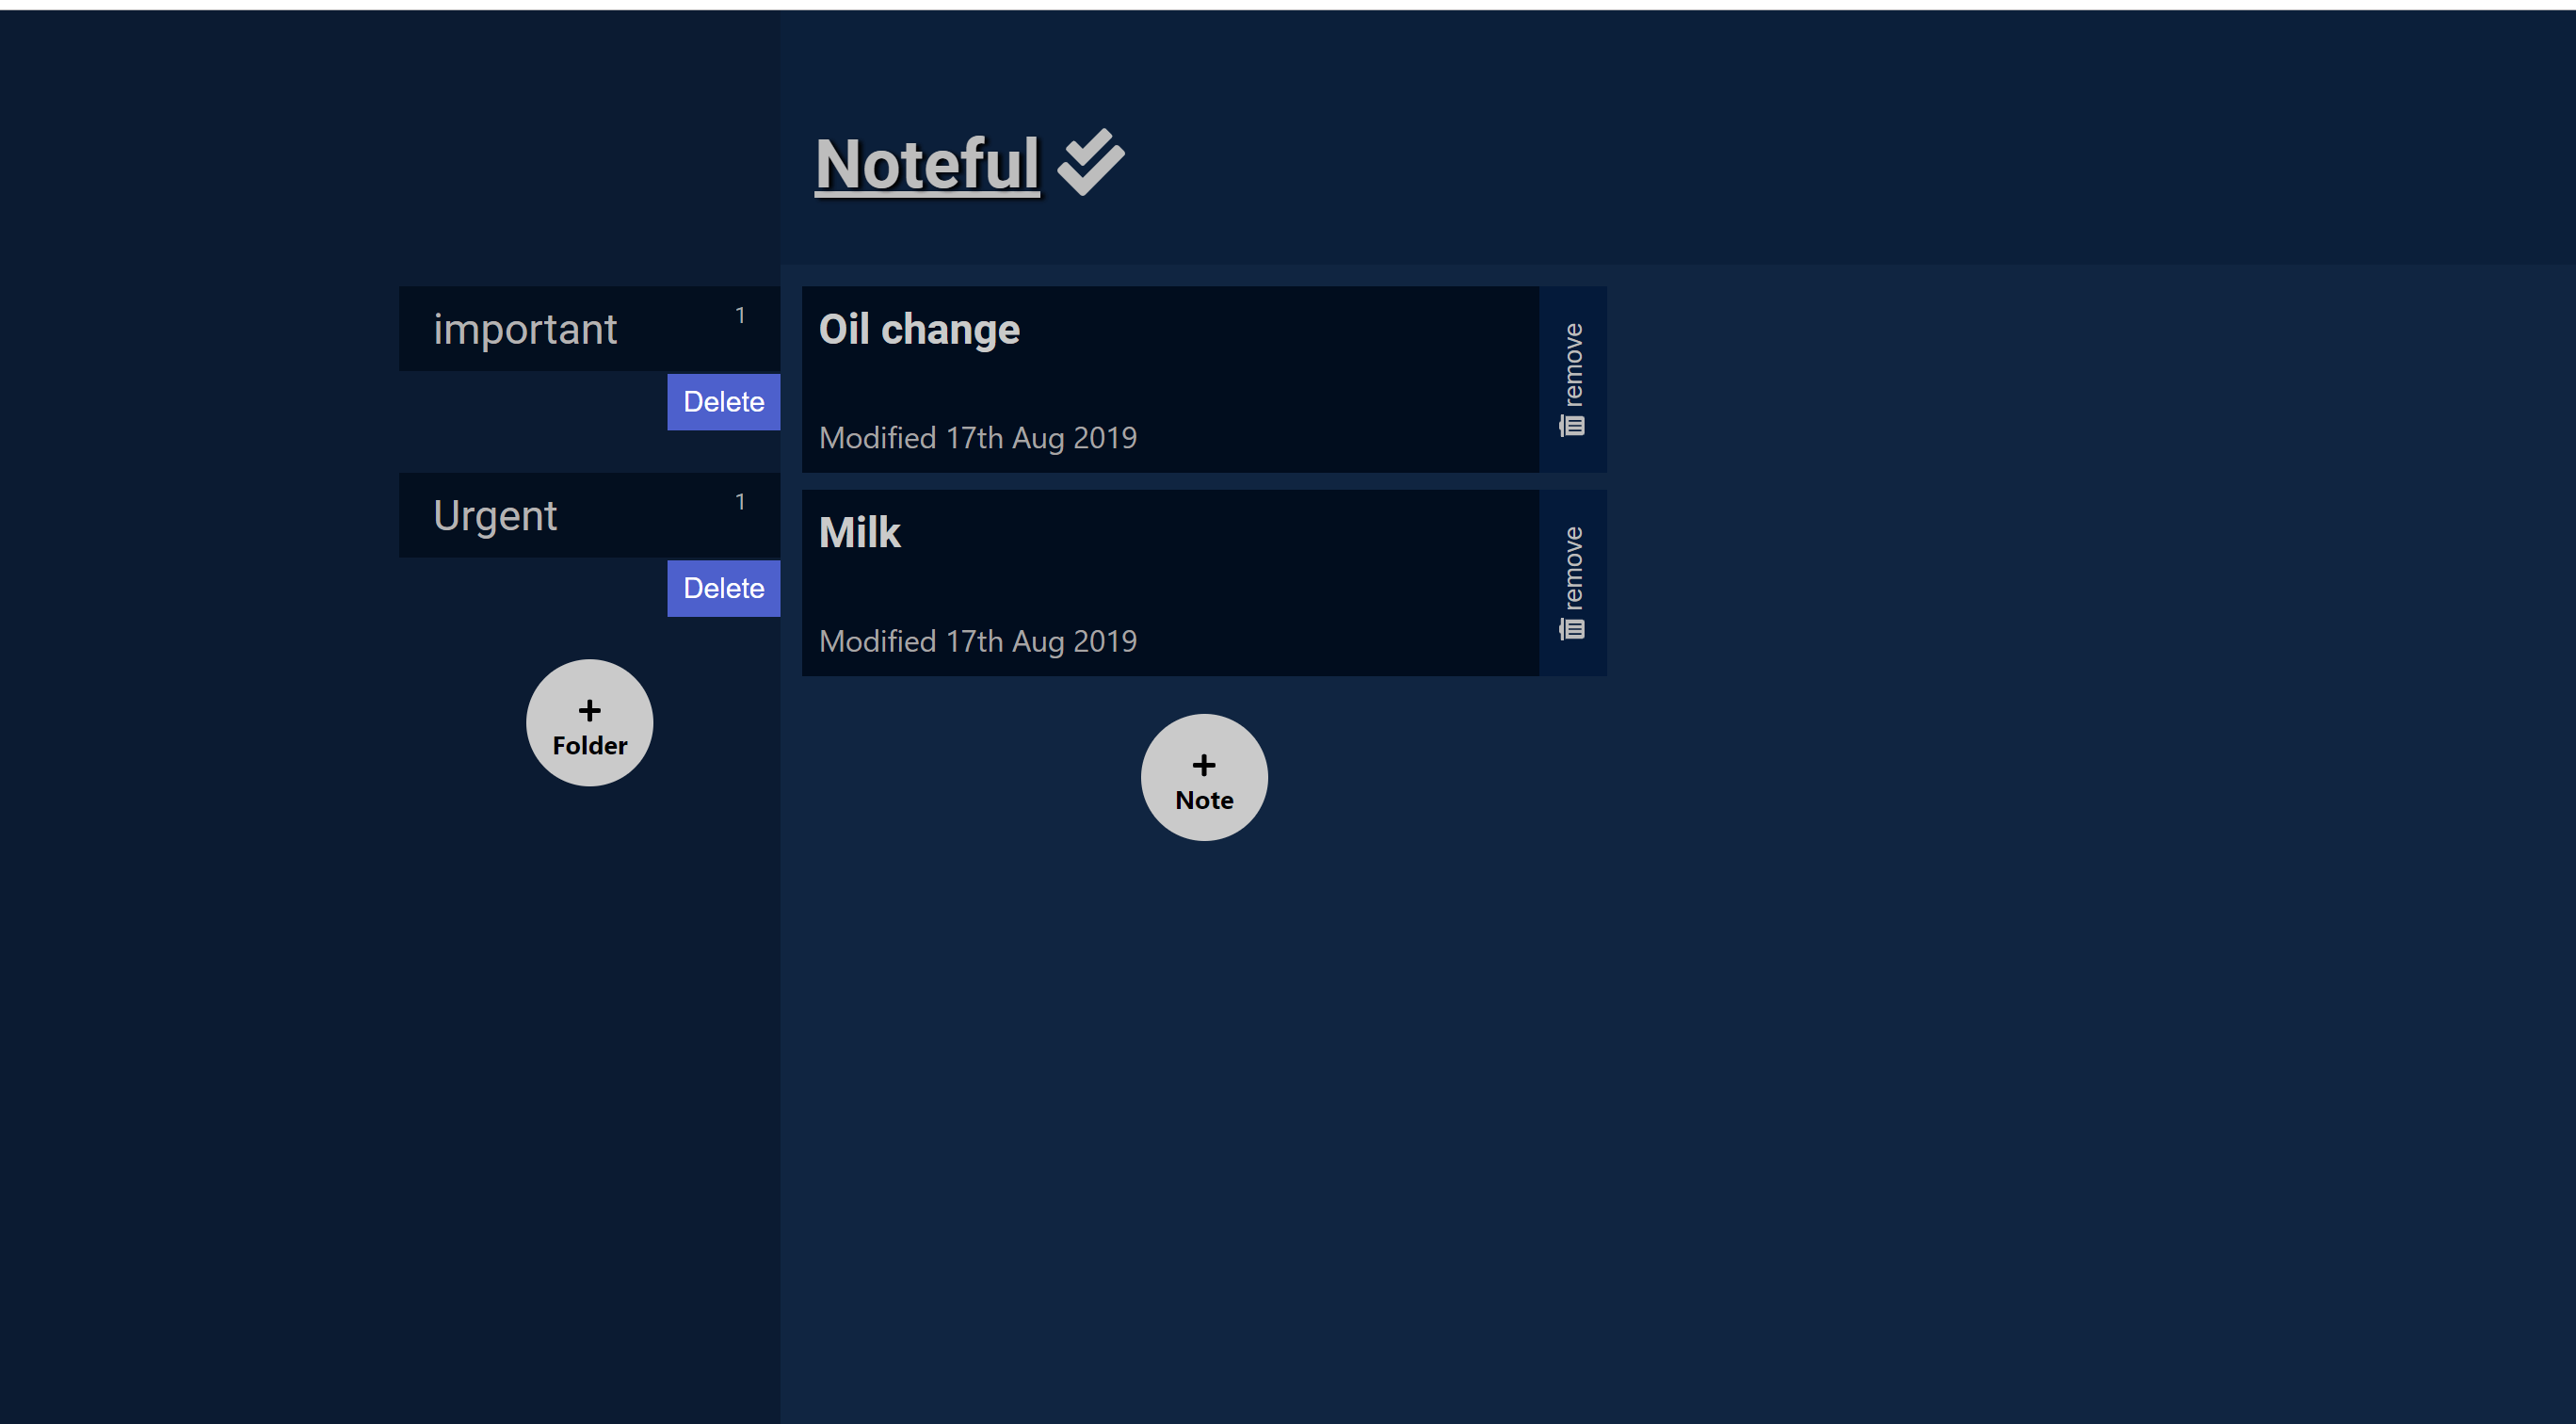 Noteful
important 1
Delete
Urgent 1
Delete
+
Folder
Oil change
Modified 17th Aug 2019
remove
Milk
Modified 17th Aug 2019
remove
+
Note